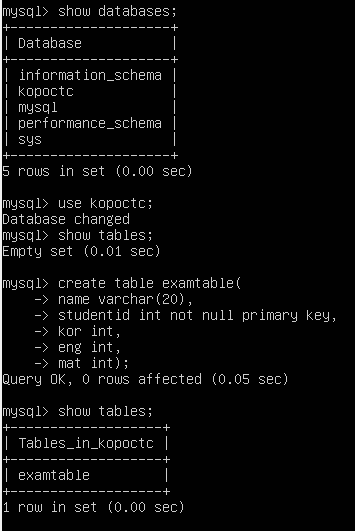 mysql> show databases;
+--------------------+
| Database           |
+--------------------+
| information_schema |
| kopoctc            |
| mysql              |
| performance_schema |
| sys                |
+--------------------+
5 rows in set (0.00 sec)
mysql> use kopoctc;
Database changed
mysql> show tables;
Empty set (0.01 sec)
mysql> create table examtable(
    -> name varchar(20),
    -> studentid int not null primary key,
    -> kor int,
    -> eng int,
    -> mat int);
Query OK, 0 rows affected (0.05 sec)
mysql> show tables;
+-------------------+
| Tables_in_kopoctc |
+-------------------+
| examtable         |
+-------------------+
1 row in set (0.00 sec)